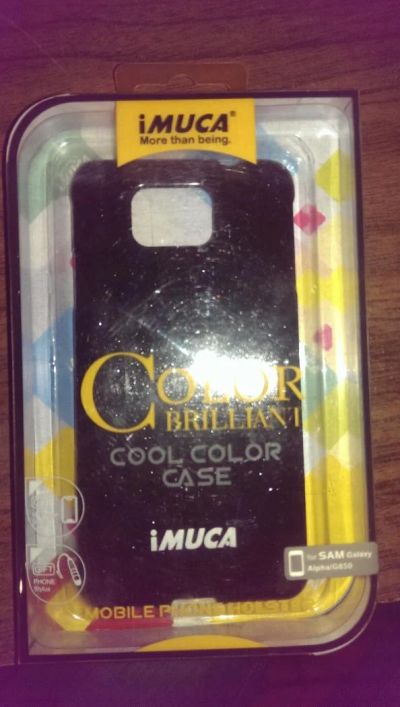 iMUCA®
More than being.
COLOR
BRILLIANT
COOL COLOR
CASE
iMUCA
for SAM Galaxy
Alpha/G850
GIFT
PHONE
Stylus
MOBILE PHONE HOLSTER